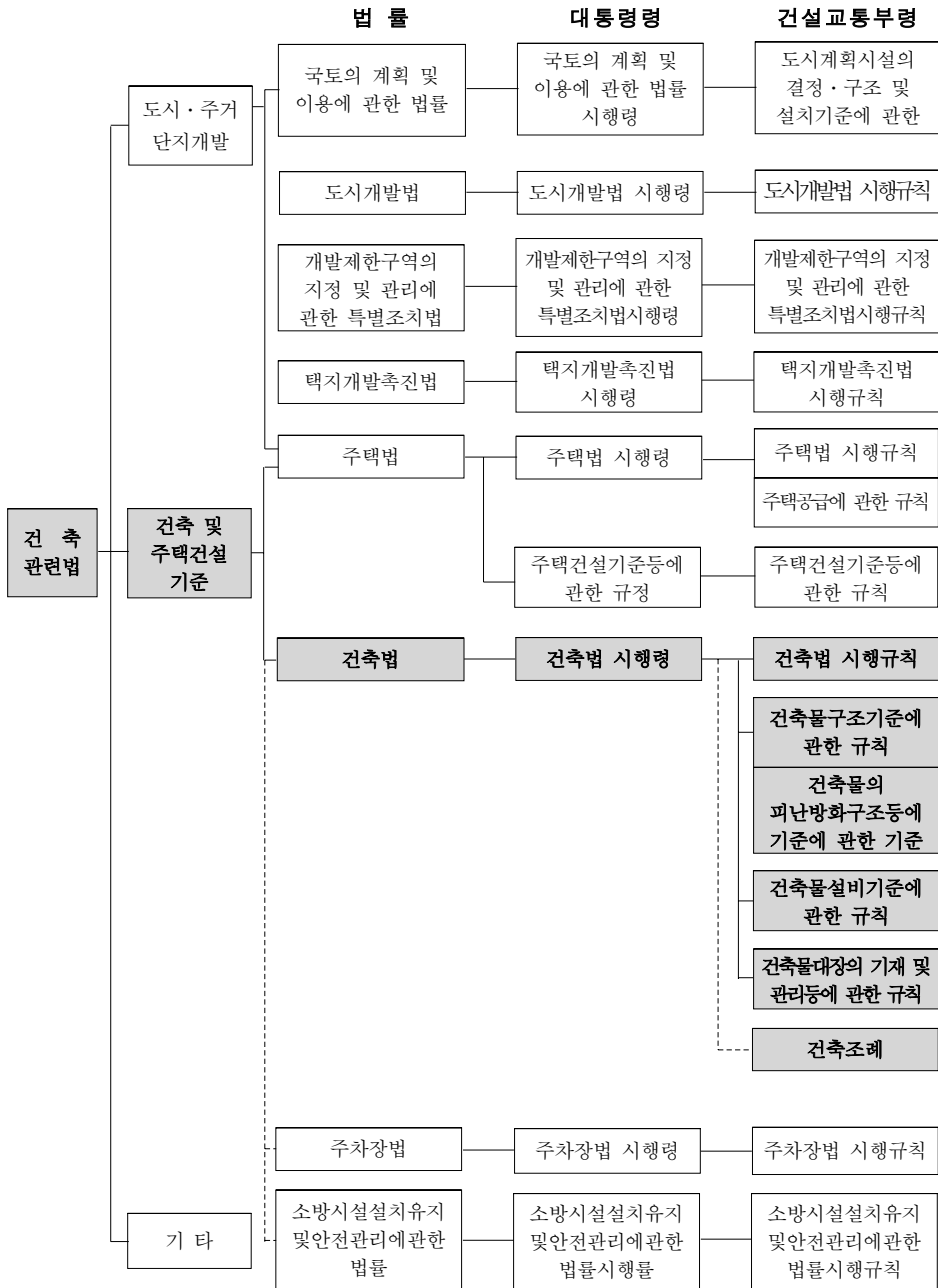 법 률
대통령령
건설교통부령
도시・주거
단지개발
국토의 계획 및
이용에 관한 법률
국토의 계획 및
이용에 관한 법률
시행령
도시계획시설의
결정・구조 및
설치기준에 관한
도시개발법
도시개발법 시행령
도시개발법 시행규칙
개발제한구역의
지정 및 관리에
관한 특별조치법
개발제한구역의 지정
및 관리에 관한
특별조치법시행령
개발제한구역의 지정
및 관리에 관한
특별조치법시행규칙
택지개발촉진법
택지개발촉진법
시행령
택지개발촉진법
시행규칙
주택법
주택법 시행령
주택법 시행규칙
주택공급에 관한 규칙
건 축
관련법
건축 및
주택건설
기준
주택건설기준등에
관한 규정
주택건설기준등에
관한 규칙
건축법
건축법 시행령
건축법 시행규칙
건축물구조기준에
관한 규칙
건축물의
피난방화구조등에
기준에 관한 기준
건축물설비기준에
관한 규칙
건축물대장의 기재 및
관리등에 관한 규칙
건축조례
주차장법
주차장법 시행령
주차장법 시행규칙
기 타
소방시설설치유지
및안전관리에관한
법률
소방시설설치유지
및안전관리에관한
법률시행률
소방시설설치유지
및안전관리에관한
법률시행규칙